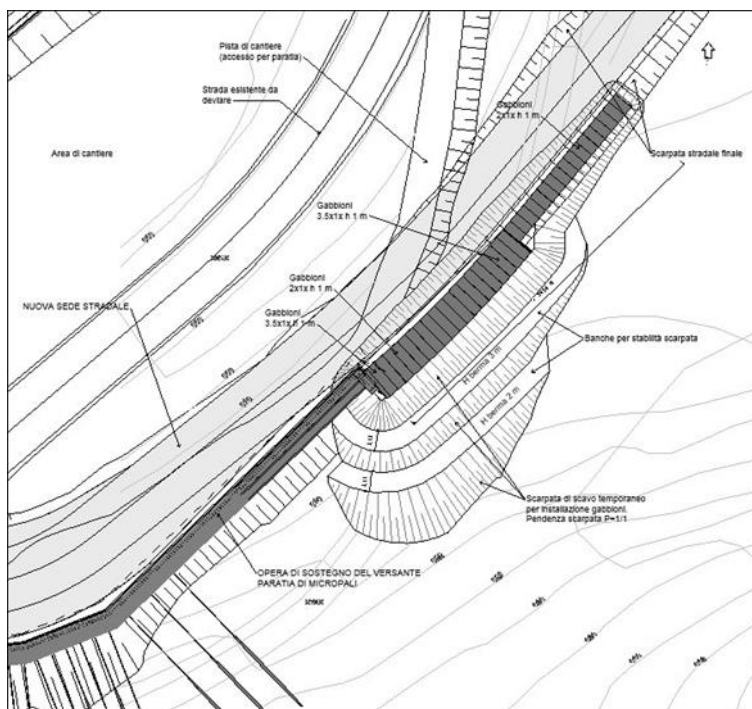 Pista di cantiere
(accesso per paratia)
Strada esistente da
deviare
Area di cantiere
Gabbioni
2x1x h 1 m
Scarpata stradale finale
Gabbioni
3.5x1x h 1 m
Gabbioni
2x1x h 1 m
NUOVA SEDE STRADALE
Gabbioni
3.5x1x h 1 m
Banche per stabilità scarpata
H berma 3 m
H berma 2 m
Scarpata di scavo temporaneo
per installazione gabbioni.
Pendenza scarpata P=1/1
OPERA DI SOSTEGNO DEL VERSANTE
PARATIA DI MICROPALI